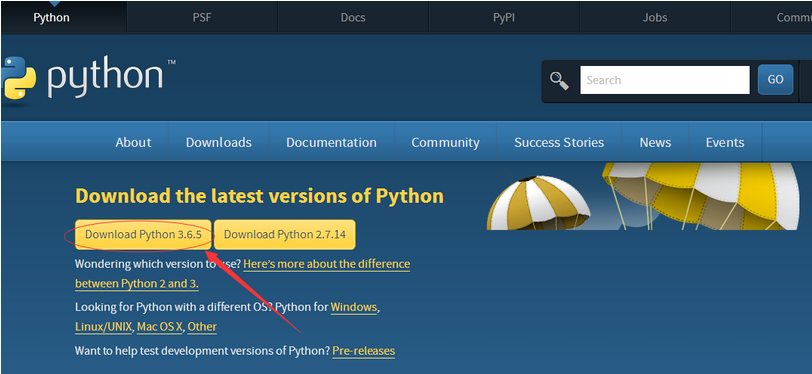 Python PSF Docs PyPI Jobs
python™
Search GO
About Downloads Documentation Community Success Stories News Events
Download the latest versions of Python
Download Python 3.6.5 Download Python 2.7.14
Wondering which version to use? Here's more about the difference
between Python 2 and 3.
Looking for Python with a different OS? Python for Windows,
Linux/UNIX, Mac OS X, Other
Want to help test development versions of Python? Pre-releases